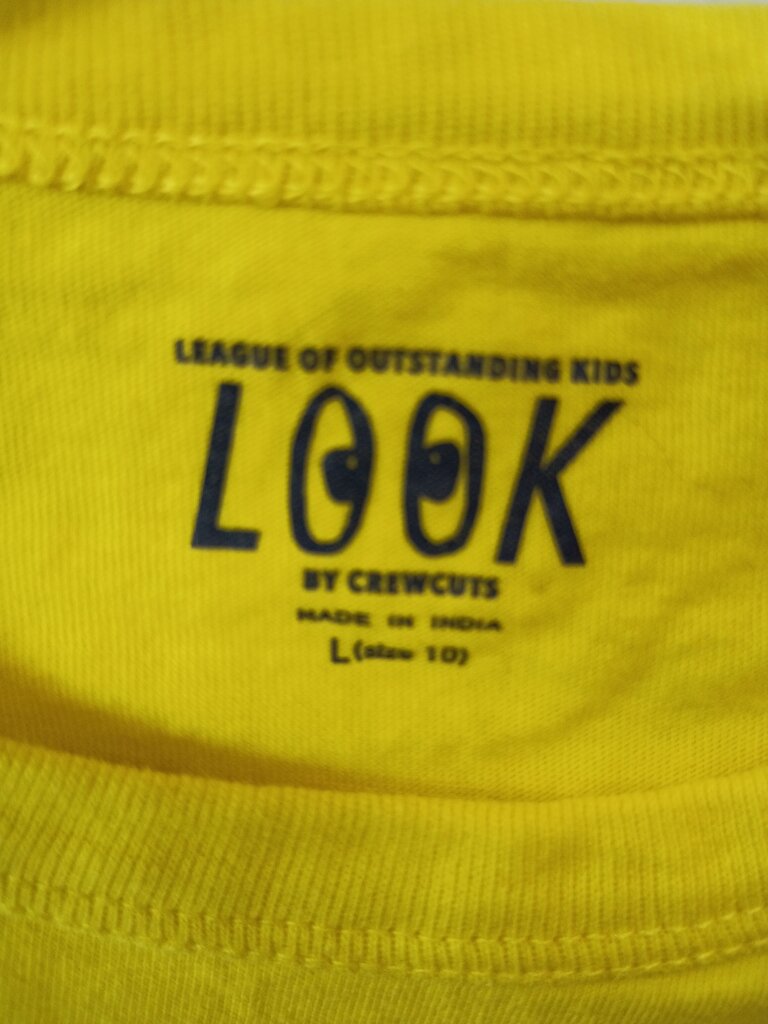 LEAGUE OF OUTSTANDING KIDS
LOOK
BY CREWCUTS
MADE IN INDIA
L (size 10)